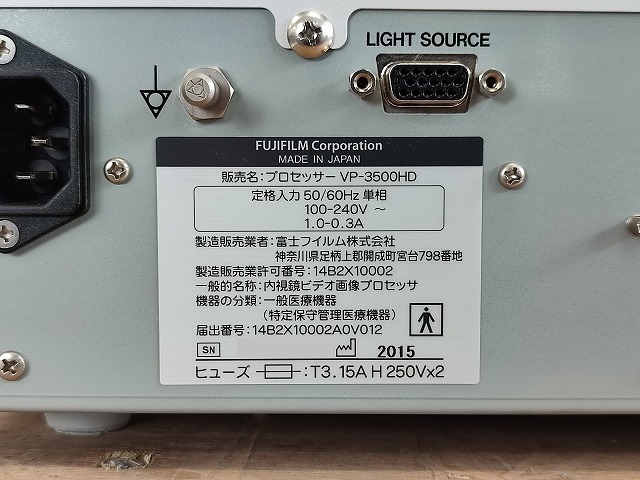 LIGHT SOURCE
FUJIFILM Corporation
MADE IN JAPAN
販売名:プロセッサー VP-3500HD
定格入力 50/60Hz 単相
100-240V ~
1.0-0.3A
製造販売業者:富士フイルム株式会社
神奈川県足柄上郡開成町宮台798番地
製造販売業許可番号:14B2X10002
一般的名称:内視鏡ビデオ画像プロセッサ
機器の分類:一般医療機器
(特定保守管理医療機器)
届出番号:14B2X10002A0V012
SN 2015
ヒューズ :T3.15A H 250Vx2